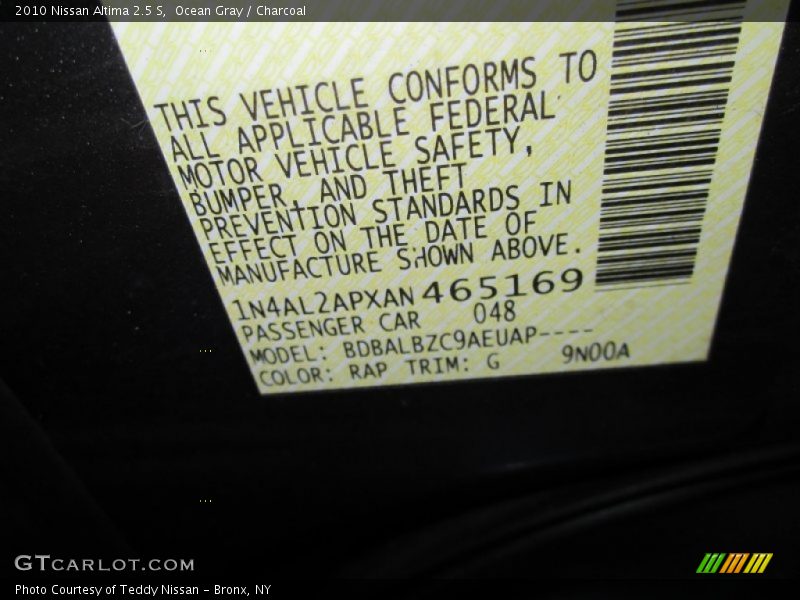 2010 Nissan Altima 2.5 S, Ocean Gray / Charcoal
THIS VEHICLE CONFORMS TO
ALL APPLICABLE FEDERAL
MOTOR VEHICLE SAFETY,
BUMPER, AND THEFT
PREVENTION STANDARDS IN
EFFECT ON THE DATE OF
MANUFACTURE SHOWN ABOVE.
1N4AL2APXAN465169
PASSENGER CAR 048
MODEL: BDBALBZC9AEUAP----
COLOR: RAP TRIM: G 9N00A
GTCARLOT.COM
Photo Courtesy of Teddy Nissan - Bronx, NY